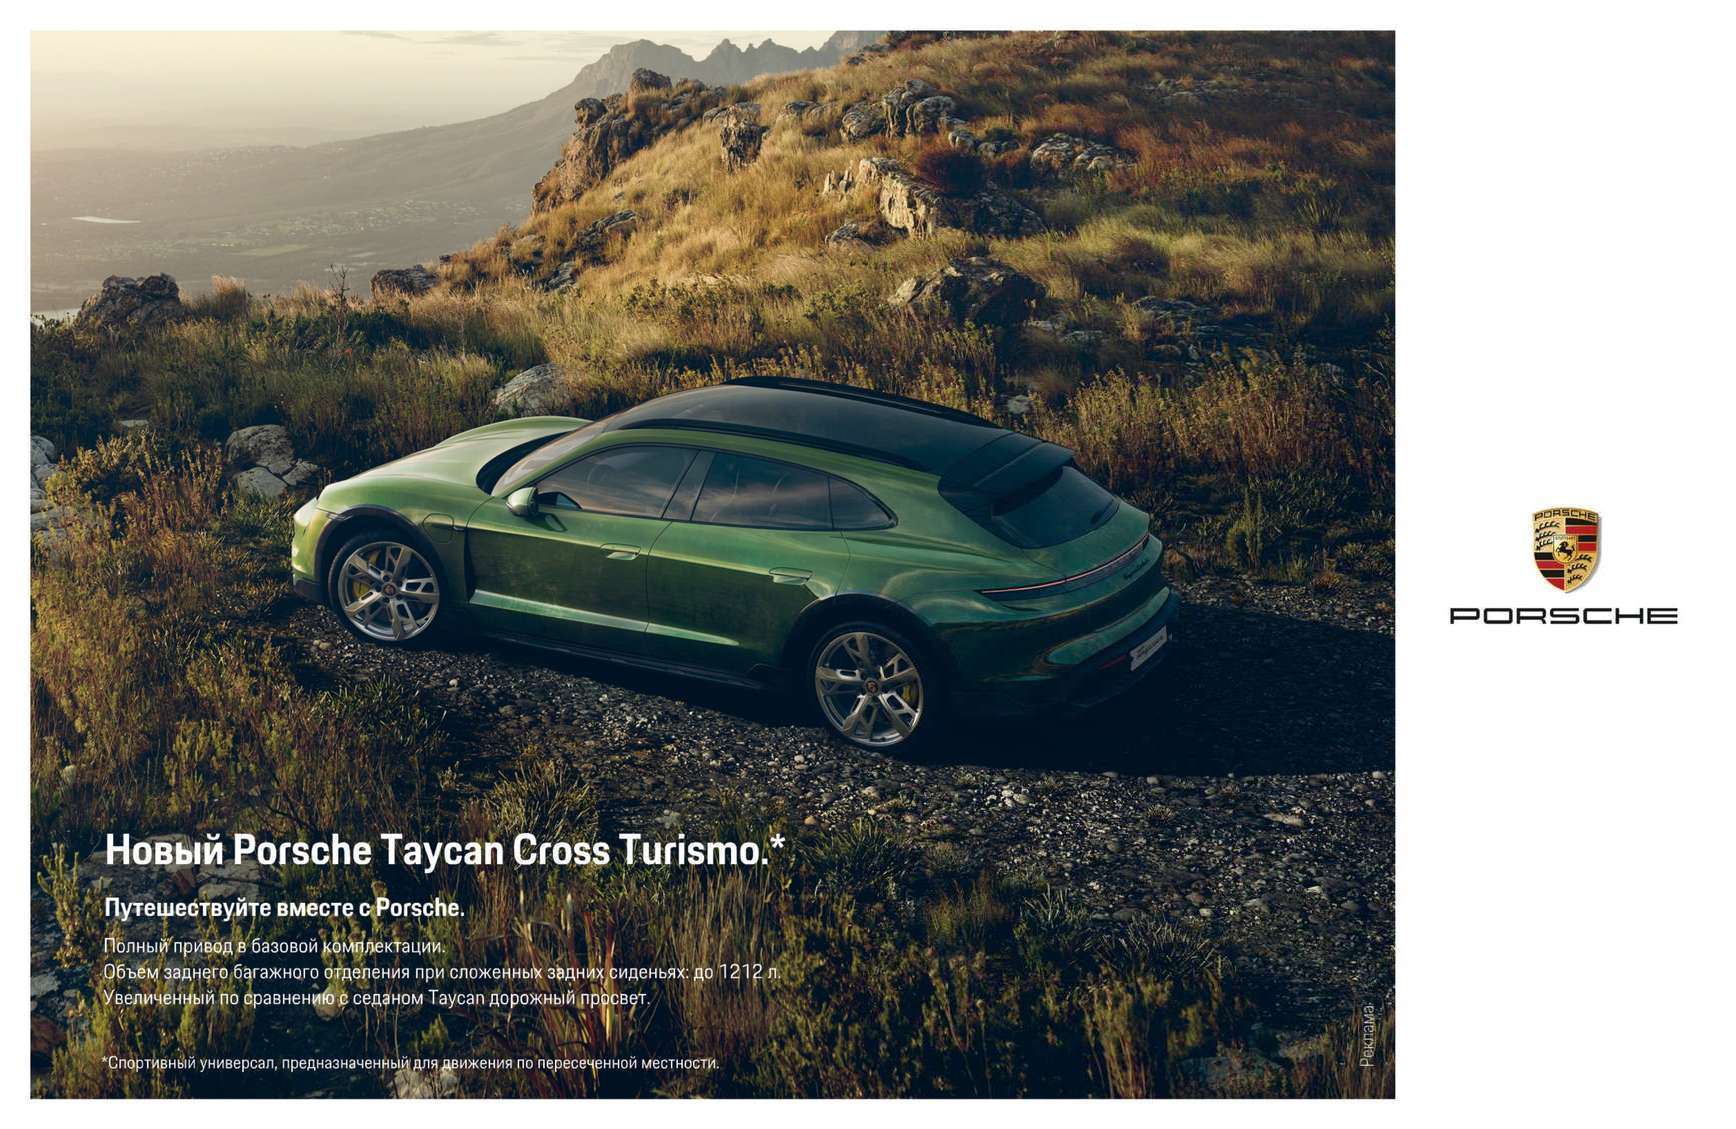 Новый Porsche Taycan Cross Turismo.*
Путешествуйте вместе с Porsche.
Полный привод в базовой комплектации.
Объем заднего багажного отделения при сложенных задних сиденьях: до 1212 л.
Увеличенный по сравнению с седаном Taycan дорожный просвет.
*Спортивный универсал, предназначенный для движения по пересеченной местности.
Реклама
PORSCHE
PORSCHE